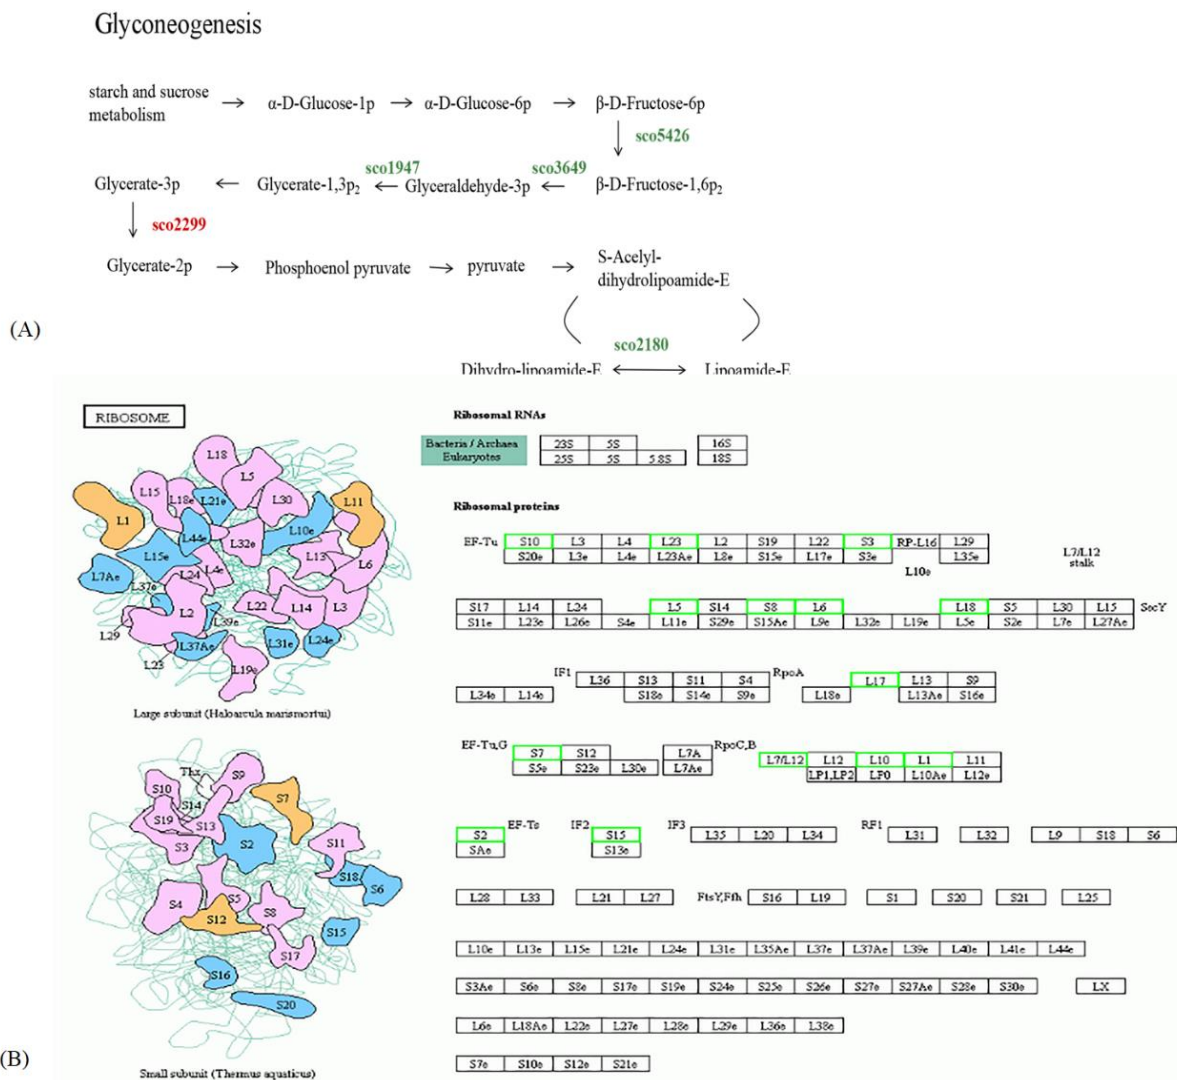 Glyconeogenesis
starch and sucrose
metabolism
α-D-Glucose-1p
α-D-Glucose-6p
β-D-Fructose-6p
sco5426
sco1947
sco3649
Glycerate-3p
Glycerate-1,3p₂
Glyceraldehyde-3p
β-D-Fructose-1,6p₂
sco2299
Glycerate-2p
Phosphoenol pyruvate
pyruvate
S-Acelyl-
dihydrolipoamide-E
(A)
sco2180
Dihydro-lipoamide-E
Lipoamide-E
RIBOSOME
L18
L5
L15
L18e
L21e
L30
L11
L1
L44e
L32e
L10e
L15e
L13
L6
L7Ae
L24
L4e
L37e
L2
L22
L14
L3
L29
L39e
L23
L37Ae
L31e
L24e
L19e
Large subunit (Haloarcula marismortui)
Thx
S9
S10
S14
S7
S19
S13
S3
S2
S11
S18
S6
S4
S5
S12
S8
S15
S17
S16
S20
Small subunit (Thermus aquaticus)
Ribosomal RNAs
Bacteria / Archaea 23S 5S 16S
Eukaryotes 25S 5S 5.8S 18S
Ribosomal proteins
EF-Tu S10 L3 L4 L23 L2 S19 L22 S3 RP-L16 L29
S20e L3e L4e L23Ae L8e S15e L17e S3e L35e
L10e
L7/L12
stalk
S17 L14 L24 L5 S14 S8 L6 L18 S5 L30 L15 SecY
S11e L23e L26e S4e L11e S29e S15Ae L9e L32e L19e L5e S2e L7e L27Ae
IF1 L36 S13 S11 S4 RpoA L17 L13 S9
L34e L14e S18e S14e S9e L18e L13Ae S16e
EF-Tu,G S7 S12 L7A RpoC,B L7/L12 L12 L10 L1 L11
S5e S23e L30e L7Ae LP1,LP2 LP0 L10Ae L12e
S2 EF-Ts IF2 S15 IF3 L35 L20 L34 RF1 L31 L32 L9 S18 S6
SAe S13e
L28 L33 L21 L27 FtsY,Ffh S16 L19 S1 S20 S21 L25
L10e L13e L15e L21e L24e L31e L35Ae L37e L37Ae L39e L40e L41e L44e
S3Ae S6e S8e S17e S19e S24e S25e S26e S27e S27Ae S28e S30e LX
L6e L18Ae L22e L27e L28e L29e L36e L38e
S7e S10e S12e S21e
(B)